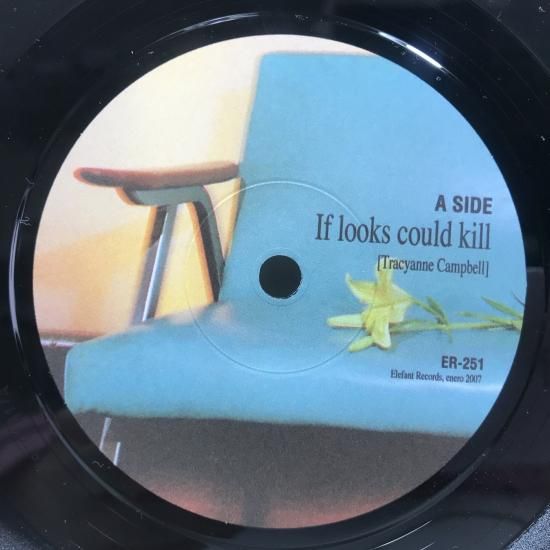 A SIDE
If looks could kill
[Tracyanne Campbell]
ER-251
Elefant Records, enero 2007